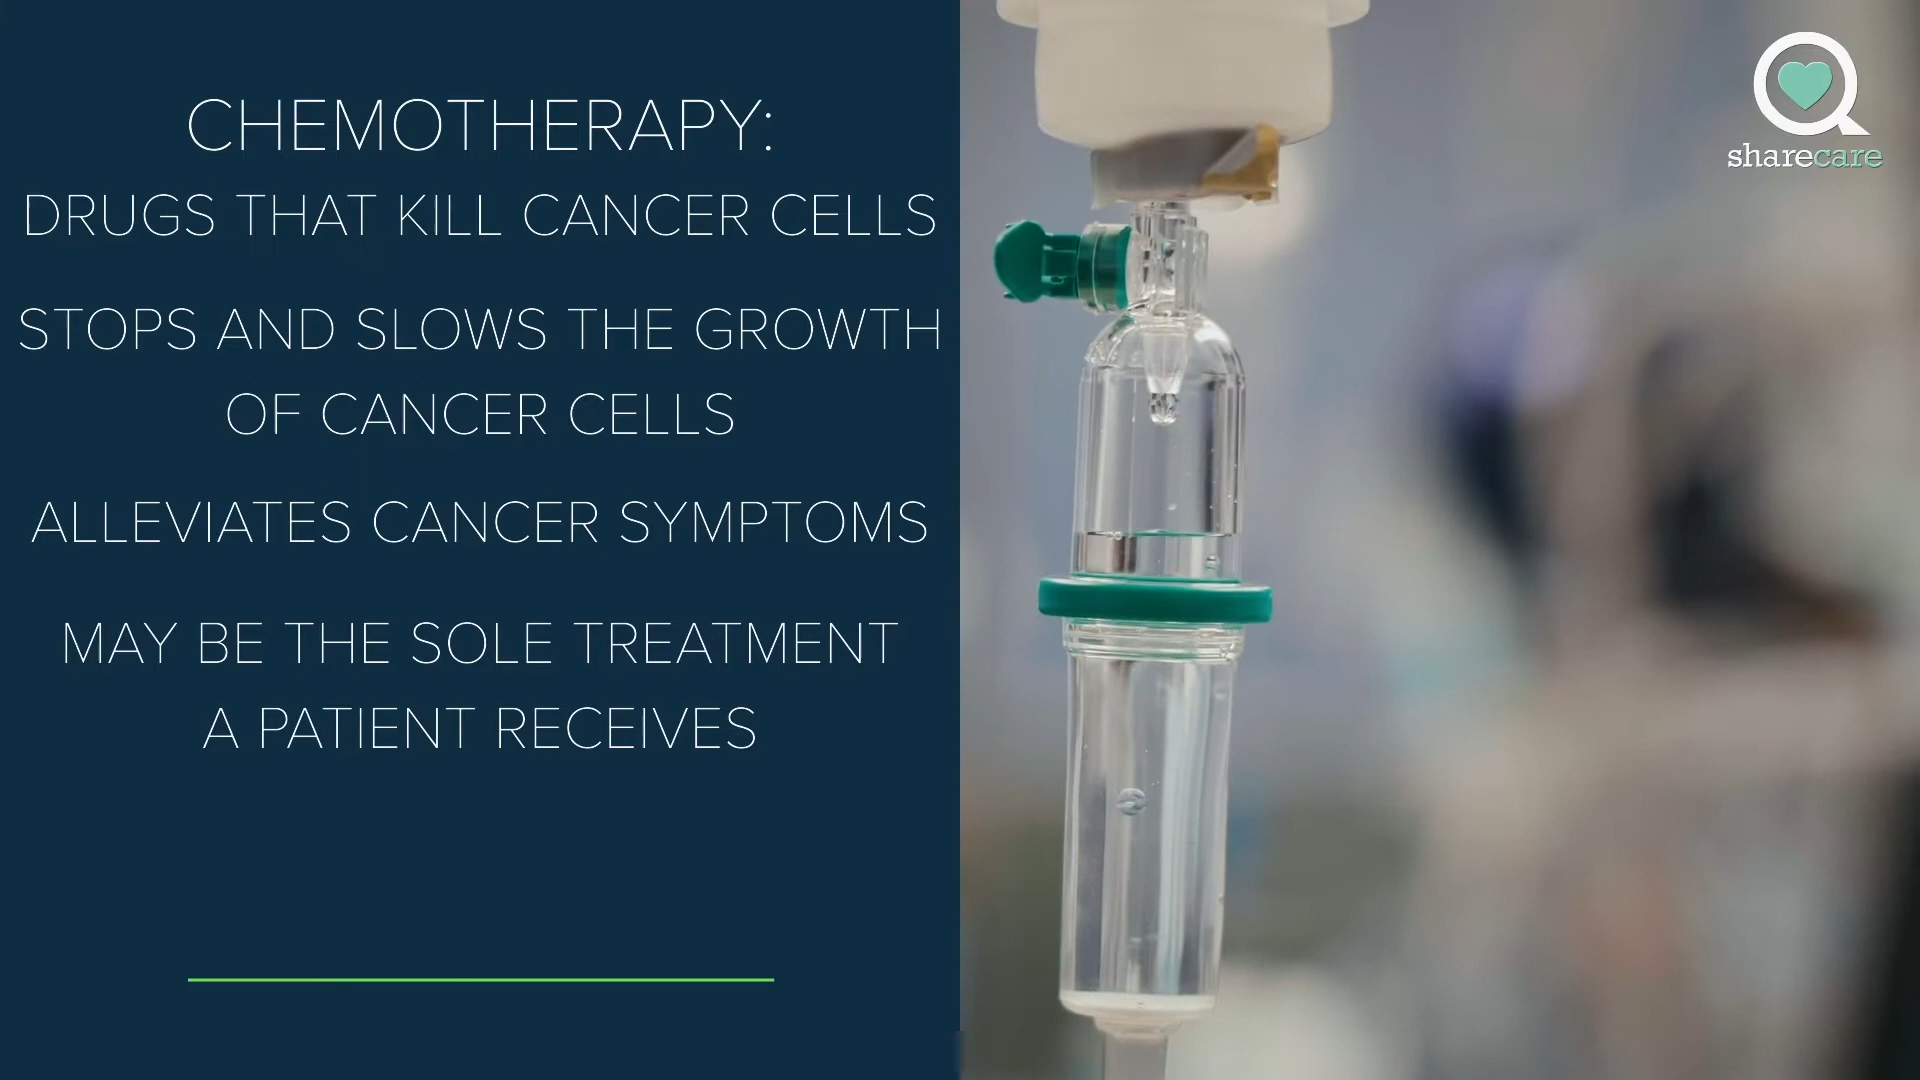 CHEMOTHERAPY:
DRUGS THAT KILL CANCER CELLS
STOPS AND SLOWS THE GROWTH
OF CANCER CELLS
ALLEVIATES CANCER SYMPTOMS
MAY BE THE SOLE TREATMENT
A PATIENT RECEIVES
sharecare